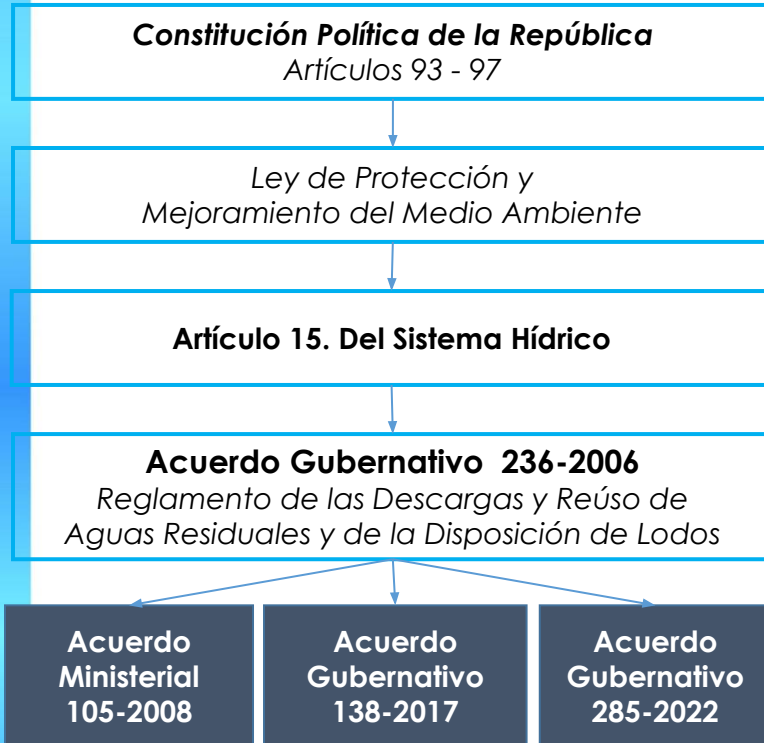 Constitución Política de la República
Artículos 93 - 97
Ley de Protección y
Mejoramiento del Medio Ambiente
Artículo 15. Del Sistema Hídrico
Acuerdo Gubernativo 236-2006
Reglamento de las Descargas y Reúso de
Aguas Residuales y de la Disposición de Lodos
Acuerdo
Ministerial
105-2008
Acuerdo
Gubernativo
138-2017
Acuerdo
Gubernativo
285-2022